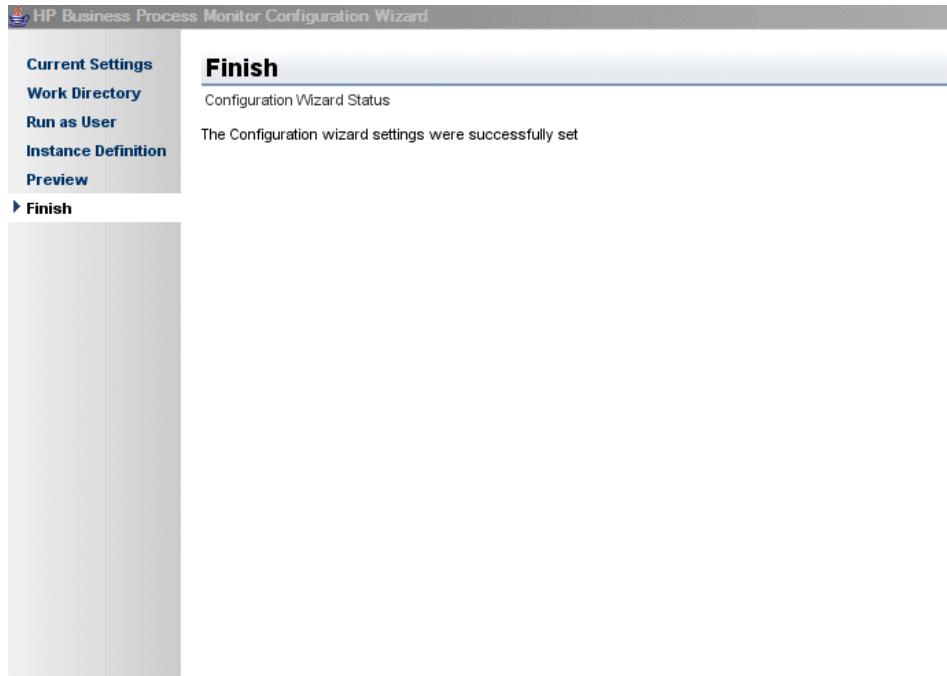 HP Business Process Monitor Configuration Wizard
Current Settings
Work Directory
Run as User
Instance Definition
Preview
Finish
Finish
Configuration Wizard Status
The Configuration wizard settings were successfully set